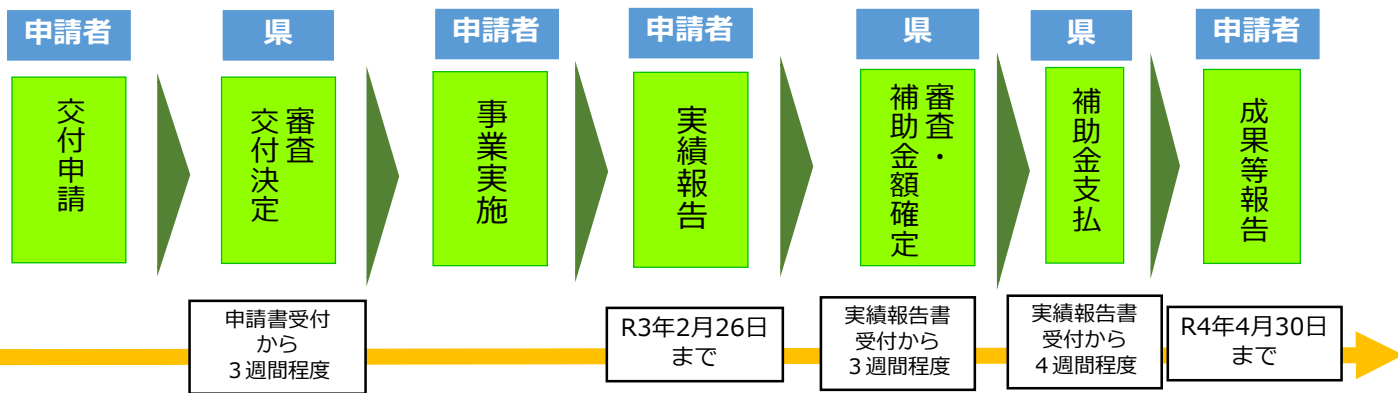 申請者
県
申請者
申請者
県
県
申請者
交付申請
審査
交付決定
事業実施
実績報告
審査・
補助金額確定
補助金支払
成果等報告
申請書受付
から
３週間程度
R3年2月26日
まで
実績報告書
受付から
３週間程度
実績報告書
受付から
４週間程度
R4年4月30日
まで